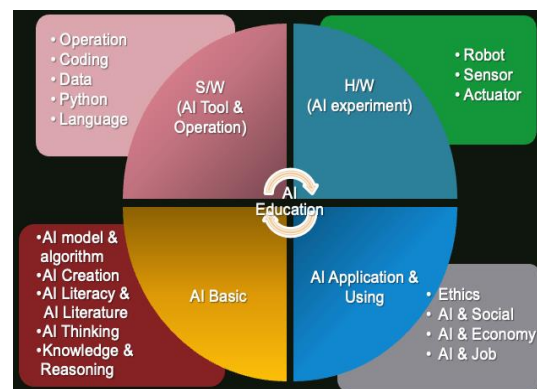 • Operation
• Coding
• Data
• Python
• Language
S/W
(AI Tool &
Operation)
H/W
(AI experiment)
• Robot
• Sensor
• Actuator
AI
Education
•AI model &
algorithm
•AI Creation
•AI Literacy &
AI Literature
•AI Thinking
•Knowledge &
Reasoning
AI Basic
AI Application &
Using
• Ethics
• AI & Social
• AI & Economy
• AI & Job